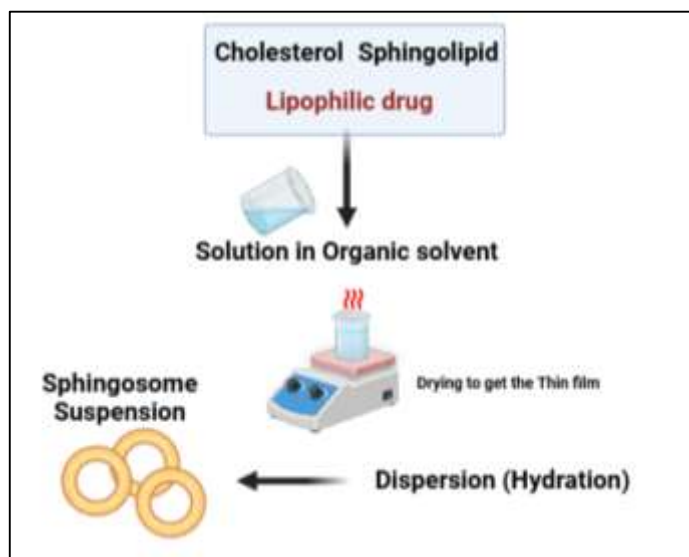 Cholesterol Sphingolipid
Lipophilic drug
Solution in Organic solvent
Drying to get the Thin film
Sphingosome
Suspension
Dispersion (Hydration)